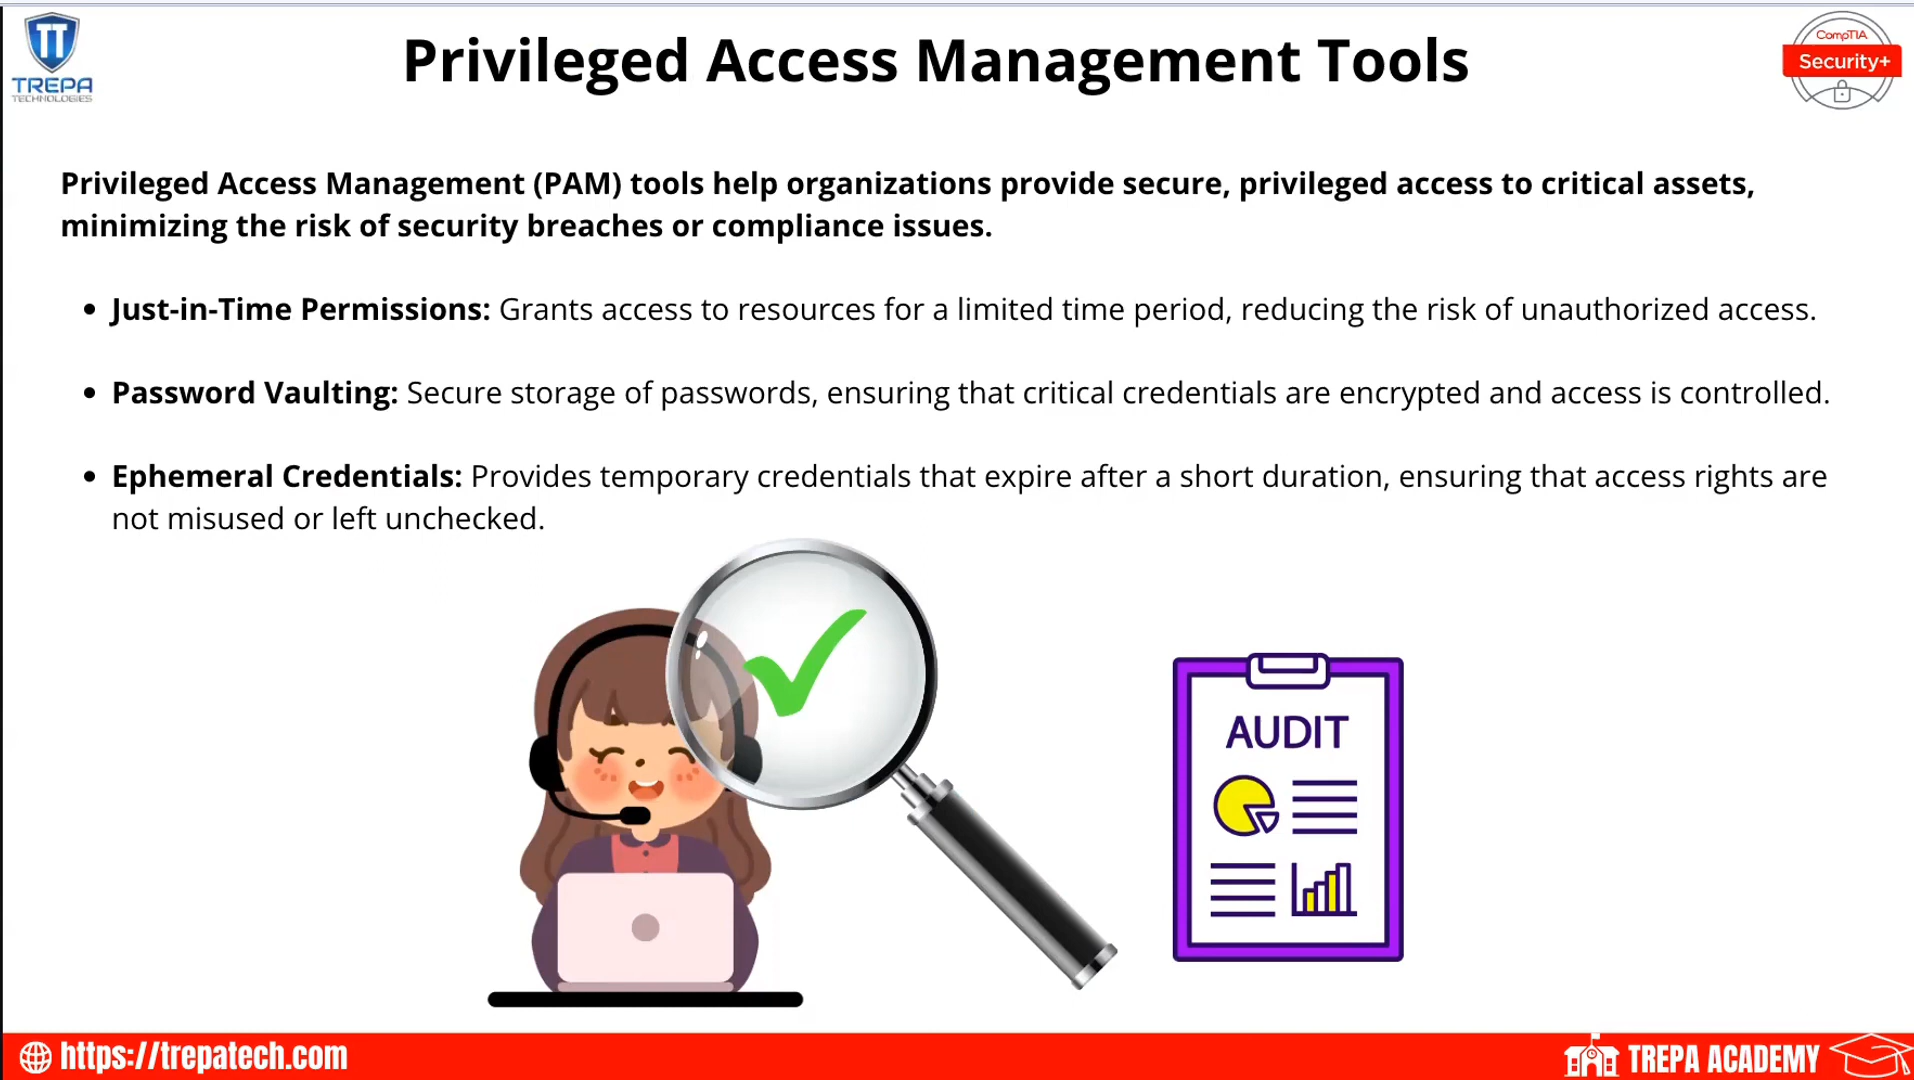 TREPA
TECHNOLOGIES
Privileged Access Management Tools
CompTIA
Security+
Privileged Access Management (PAM) tools help organizations provide secure, privileged access to critical assets,
minimizing the risk of security breaches or compliance issues.
• Just-in-Time Permissions: Grants access to resources for a limited time period, reducing the risk of unauthorized access.
• Password Vaulting: Secure storage of passwords, ensuring that critical credentials are encrypted and access is controlled.
• Ephemeral Credentials: Provides temporary credentials that expire after a short duration, ensuring that access rights are
not misused or left unchecked.
AUDIT
https://trepatech.com
TREPA ACADEMY